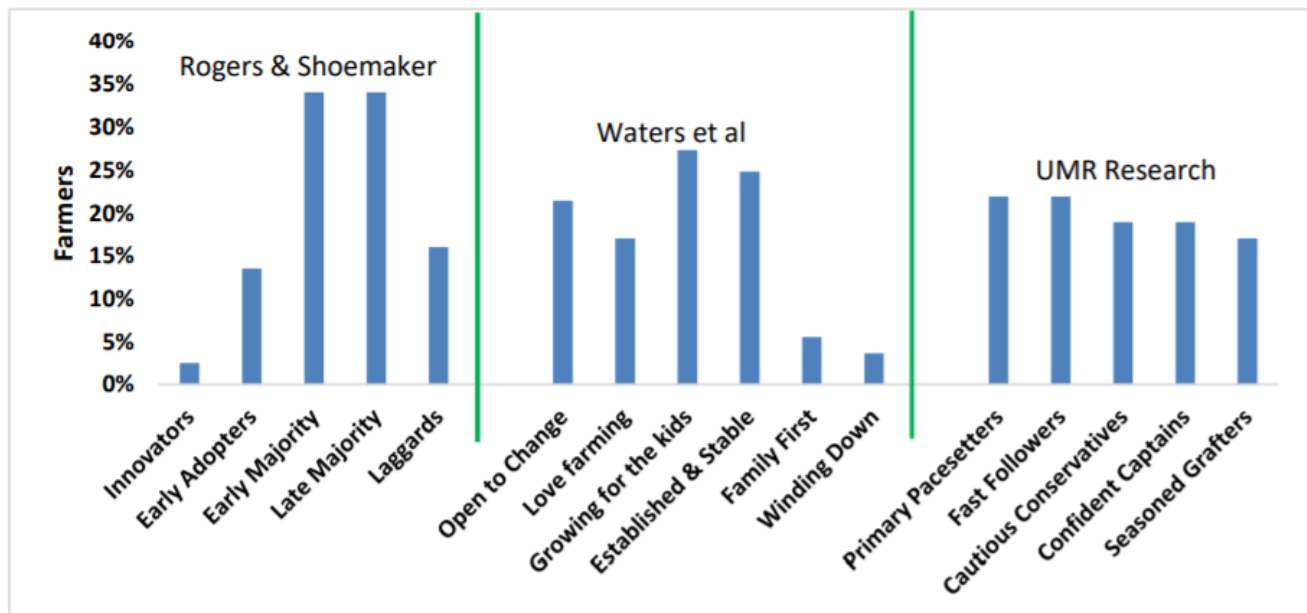 40%
35%
30%
25%
20%
15%
10%
5%
0%
Farmers
Rogers & Shoemaker
Waters et al
UMR Research
Innovators
Early Adopters
Early Majority
Late Majority
Laggards
Open to Change
Love farming
Growing for the kids
Established & Stable
Family First
Winding Down
Primary Pacesetters
Fast Followers
Cautious Conservatives
Confident Captains
Seasoned Grafters